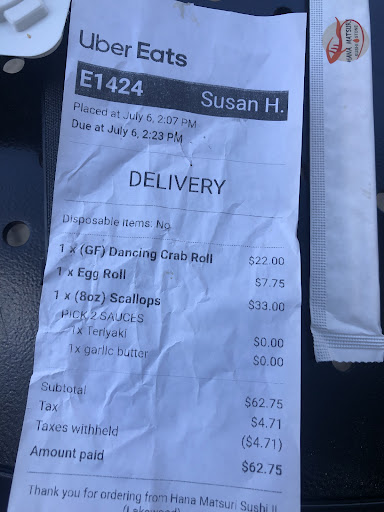 Uber Eats
E1424 Susan H.
Placed at July 6, 2:07 PM
Due at July 6, 2:23 PM
DELIVERY
Disposable items: No
1 x (GF) Dancing Crab Roll $22.00
1 x Egg Roll $7.75
1 x (8oz) Scallops $33.00
PICK 2 SAUCES
1x Teriyaki $0.00
1x garlic butter $0.00
Subtotal $62.75
Tax $4.71
Taxes withheld ($4.71)
Amount paid $62.75
Thank you for ordering from Hana Matsuri Sushi II
(Lakewood)
HANA MATSURI